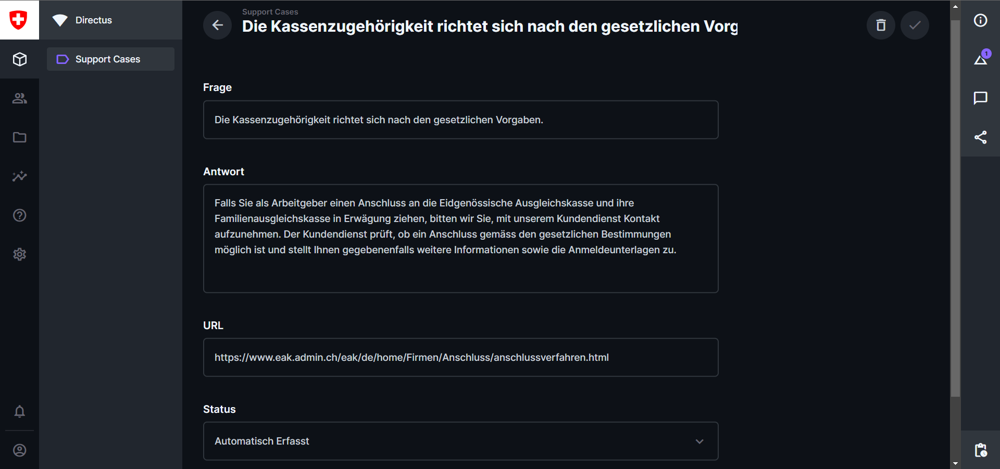 Directus
Support Cases
Support Cases
Die Kassenzugehörigkeit richtet sich nach den gesetzlichen Vorg
1
Frage
Die Kassenzugehörigkeit richtet sich nach den gesetzlichen Vorgaben.
Antwort
Falls Sie als Arbeitgeber einen Anschluss an die Eidgenössische Ausgleichskasse und ihre
Familienausgleichskasse in Erwägung ziehen, bitten wir Sie, mit unserem Kundendienst Kontakt
aufzunehmen. Der Kundendienst prüft, ob ein Anschluss gemäss den gesetzlichen Bestimmungen
möglich ist und stellt Ihnen gegebenenfalls weitere Informationen sowie die Anmeldeunterlagen zu.
URL
https://www.eak.admin.ch/eak/de/home/Firmen/Anschluss/anschlussverfahren.html
Status
Automatisch Erfasst